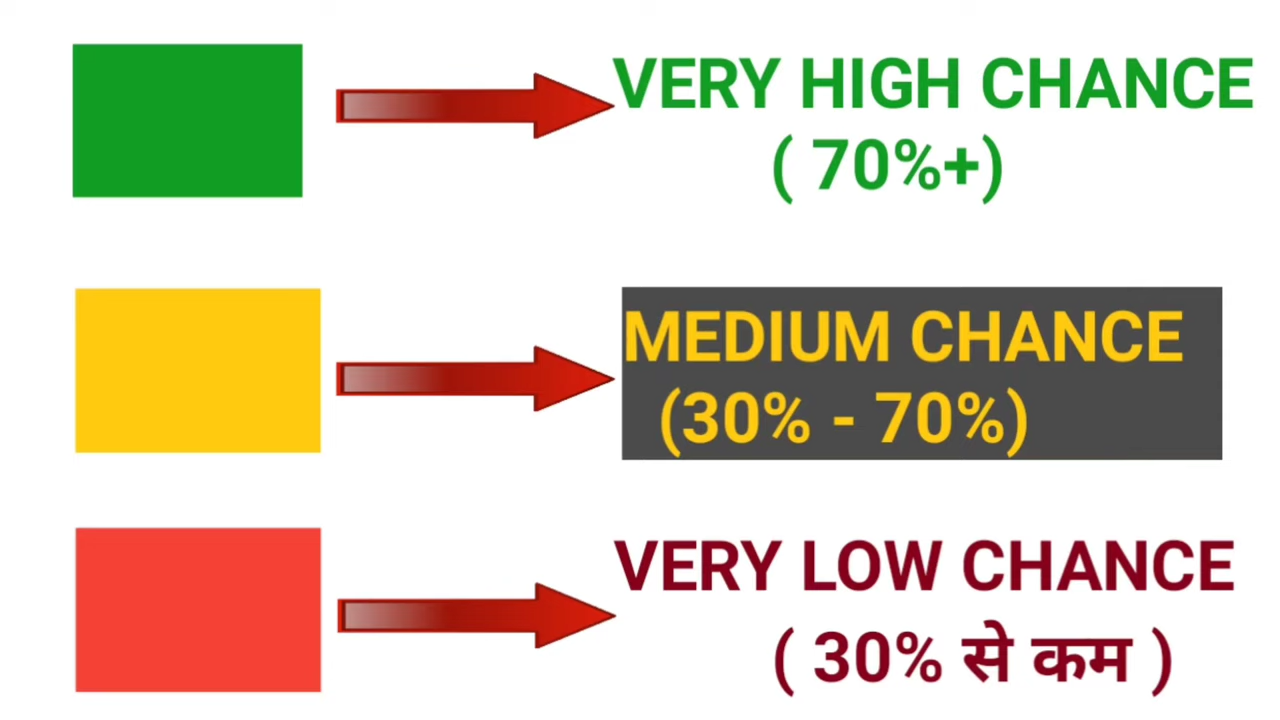 VERY HIGH CHANCE
( 70%+)
MEDIUM CHANCE
(30% - 70%)
VERY LOW CHANCE
( 30% से कम )